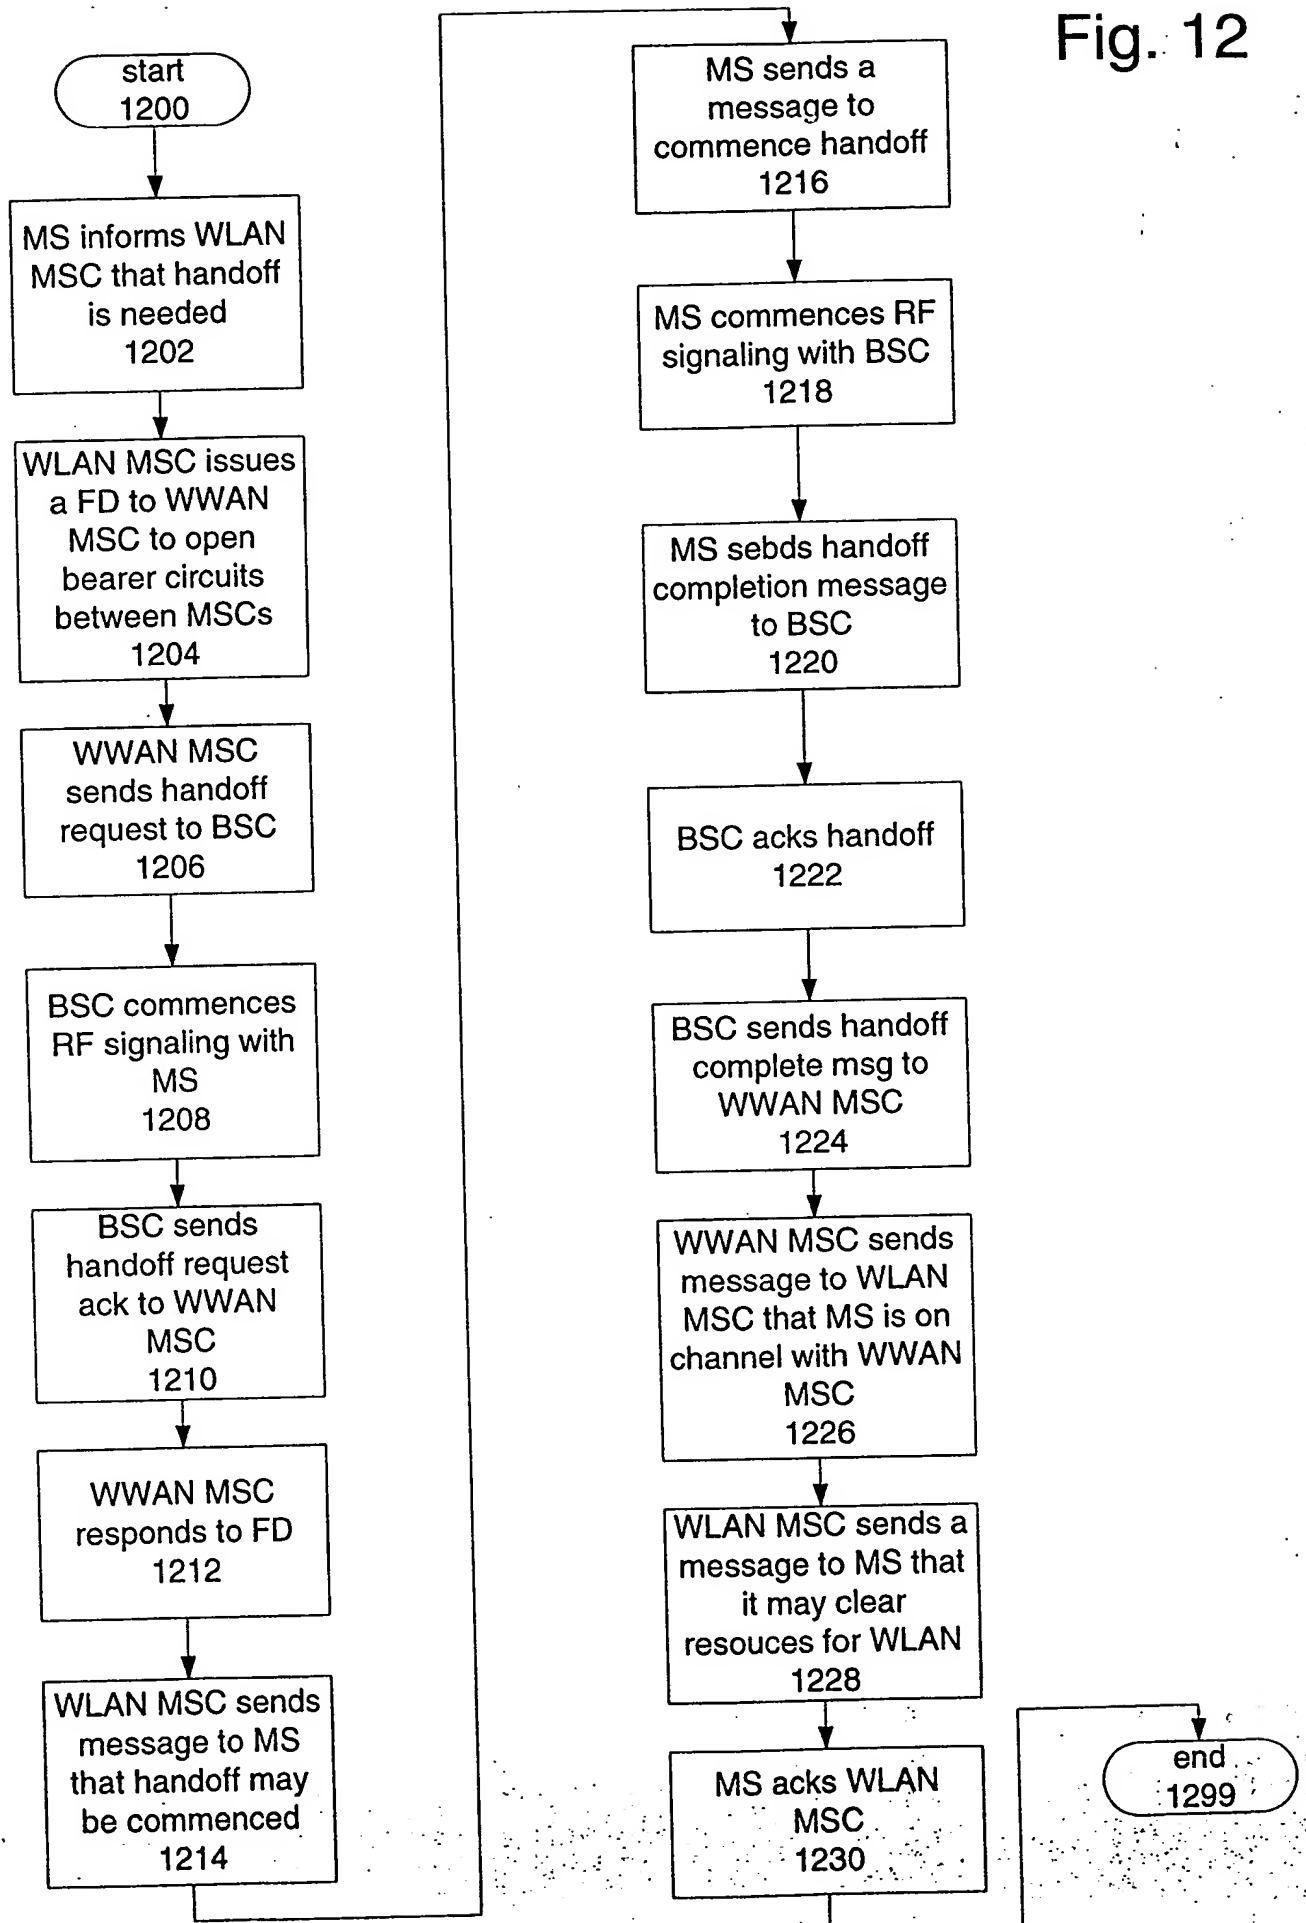 Fig. 12
start
1200
MS informs WLAN
MSC that handoff
is needed
1202
WLAN MSC issues
a FD to WWAN
MSC to open
bearer circuits
between MSCs
1204
WWAN MSC
sends handoff
request to BSC
1206
BSC commences
RF signaling with
MS
1208
BSC sends
handoff request
ack to WWAN
MSC
1210
WWAN MSC
responds to FD
1212
WLAN MSC sends
message to MS
that handoff may
be commenced
1214
MS sends a
message to
commence handoff
1216
MS commences RF
signaling with BSC
1218
MS sebds handoff
completion message
to BSC
1220
BSC acks handoff
1222
BSC sends handoff
complete msg to
WWAN MSC
1224
WWAN MSC sends
message to WLAN
MSC that MS is on
channel with WWAN
MSC
1226
WLAN MSC sends a
message to MS that
it may clear
resouces for WLAN
1228
MS acks WLAN
MSC
1230
end
1299